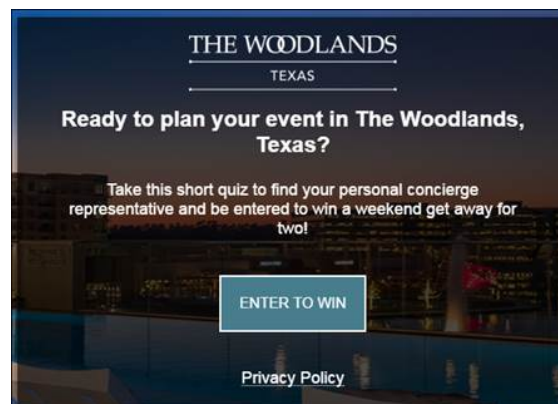 THE WOODLANDS
TEXAS
Ready to plan your event in The Woodlands,
Texas?
Take this short quiz to find your personal concierge
representative and be entered to win a weekend get away for
two!
ENTER TO WIN
Privacy Policy